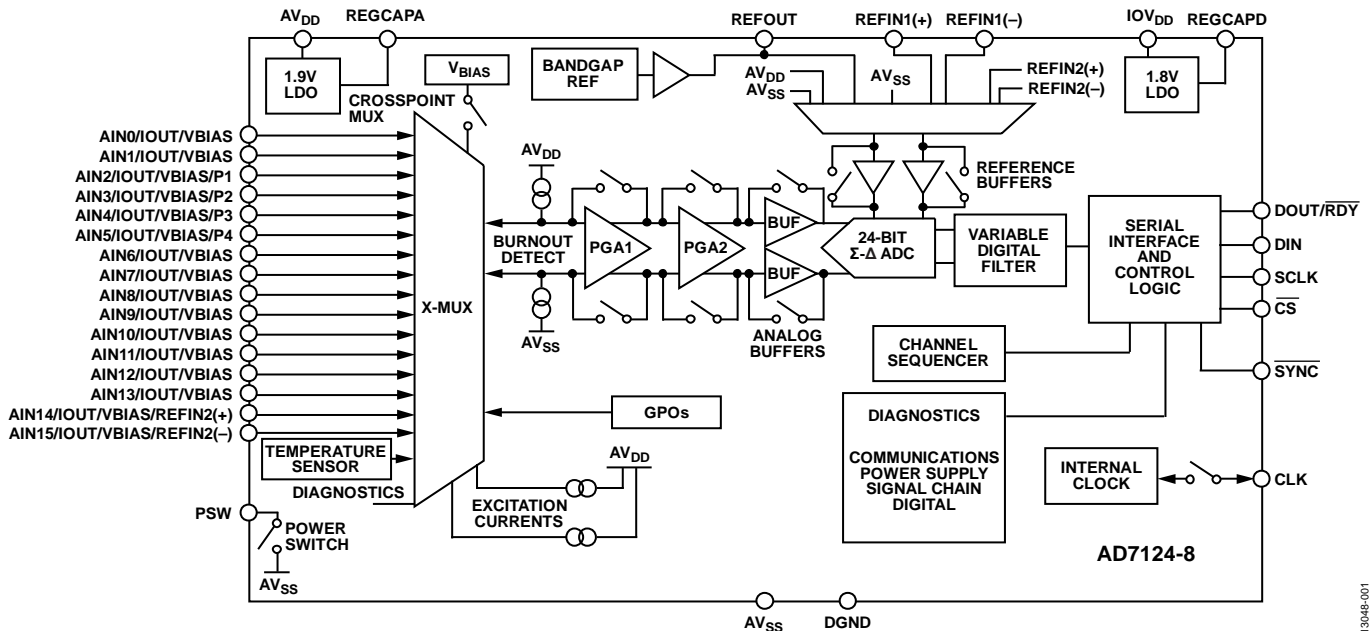 AVDD
REGCAPA
REFOUT
REFIN1(+)
REFIN1(–)
IOVDD
REGCAPD
1.9V
LDO
VBIAS
BANDGAP
REF
AVDD
AVSS
AVSS
REFIN2(+)
REFIN2(–)
1.8V
LDO
CROSSPOINT
MUX
AIN0/IOUT/VBIAS
AIN1/IOUT/VBIAS
AIN2/IOUT/VBIAS/P1
AIN3/IOUT/VBIAS/P2
AIN4/IOUT/VBIAS/P3
AIN5/IOUT/VBIAS/P4
AIN6/IOUT/VBIAS
AIN7/IOUT/VBIAS
AIN8/IOUT/VBIAS
AIN9/IOUT/VBIAS
AIN10/IOUT/VBIAS
AIN11/IOUT/VBIAS
AIN12/IOUT/VBIAS
AIN13/IOUT/VBIAS
AIN14/IOUT/VBIAS/REFIN2(+)
AIN15/IOUT/VBIAS/REFIN2(–)
X-MUX
AVDD
BURNOUT
DETECT
AVSS
PGA1
PGA2
BUF
BUF
ANALOG
BUFFERS
REFERENCE
BUFFERS
24-BIT
Σ-Δ ADC
VARIABLE
DIGITAL
FILTER
SERIAL
INTERFACE
AND
CONTROL
LOGIC
DOUT/RDY
DIN
SCLK
CS
SYNC
CHANNEL
SEQUENCER
GPOs
DIAGNOSTICS
COMMUNICATIONS
POWER SUPPLY
SIGNAL CHAIN
DIGITAL
TEMPERATURE
SENSOR
DIAGNOSTICS
AVDD
EXCITATION
CURRENTS
INTERNAL
CLOCK
CLK
PSW
POWER
SWITCH
AVSS
AD7124-8
AVSS
DGND
13048-001